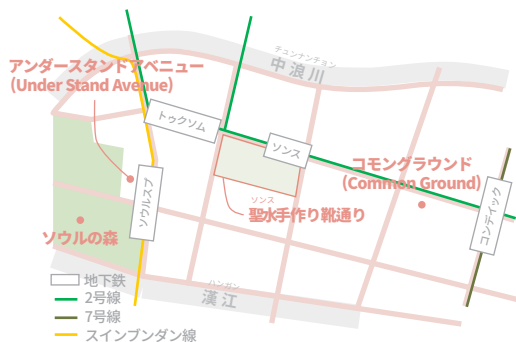 チュンナンチョン
中浪川
アンダースタンドアベニュー
(Under Stand Avenue)
トゥクソム
ソンス
コモングラウンド
(Common Ground)
ソウルスプ
ソンス
聖水手作り靴通り
コンデイック
ソウルの森
地下鉄
ハンガン
漢江
2号線
7号線
スインブンダン線